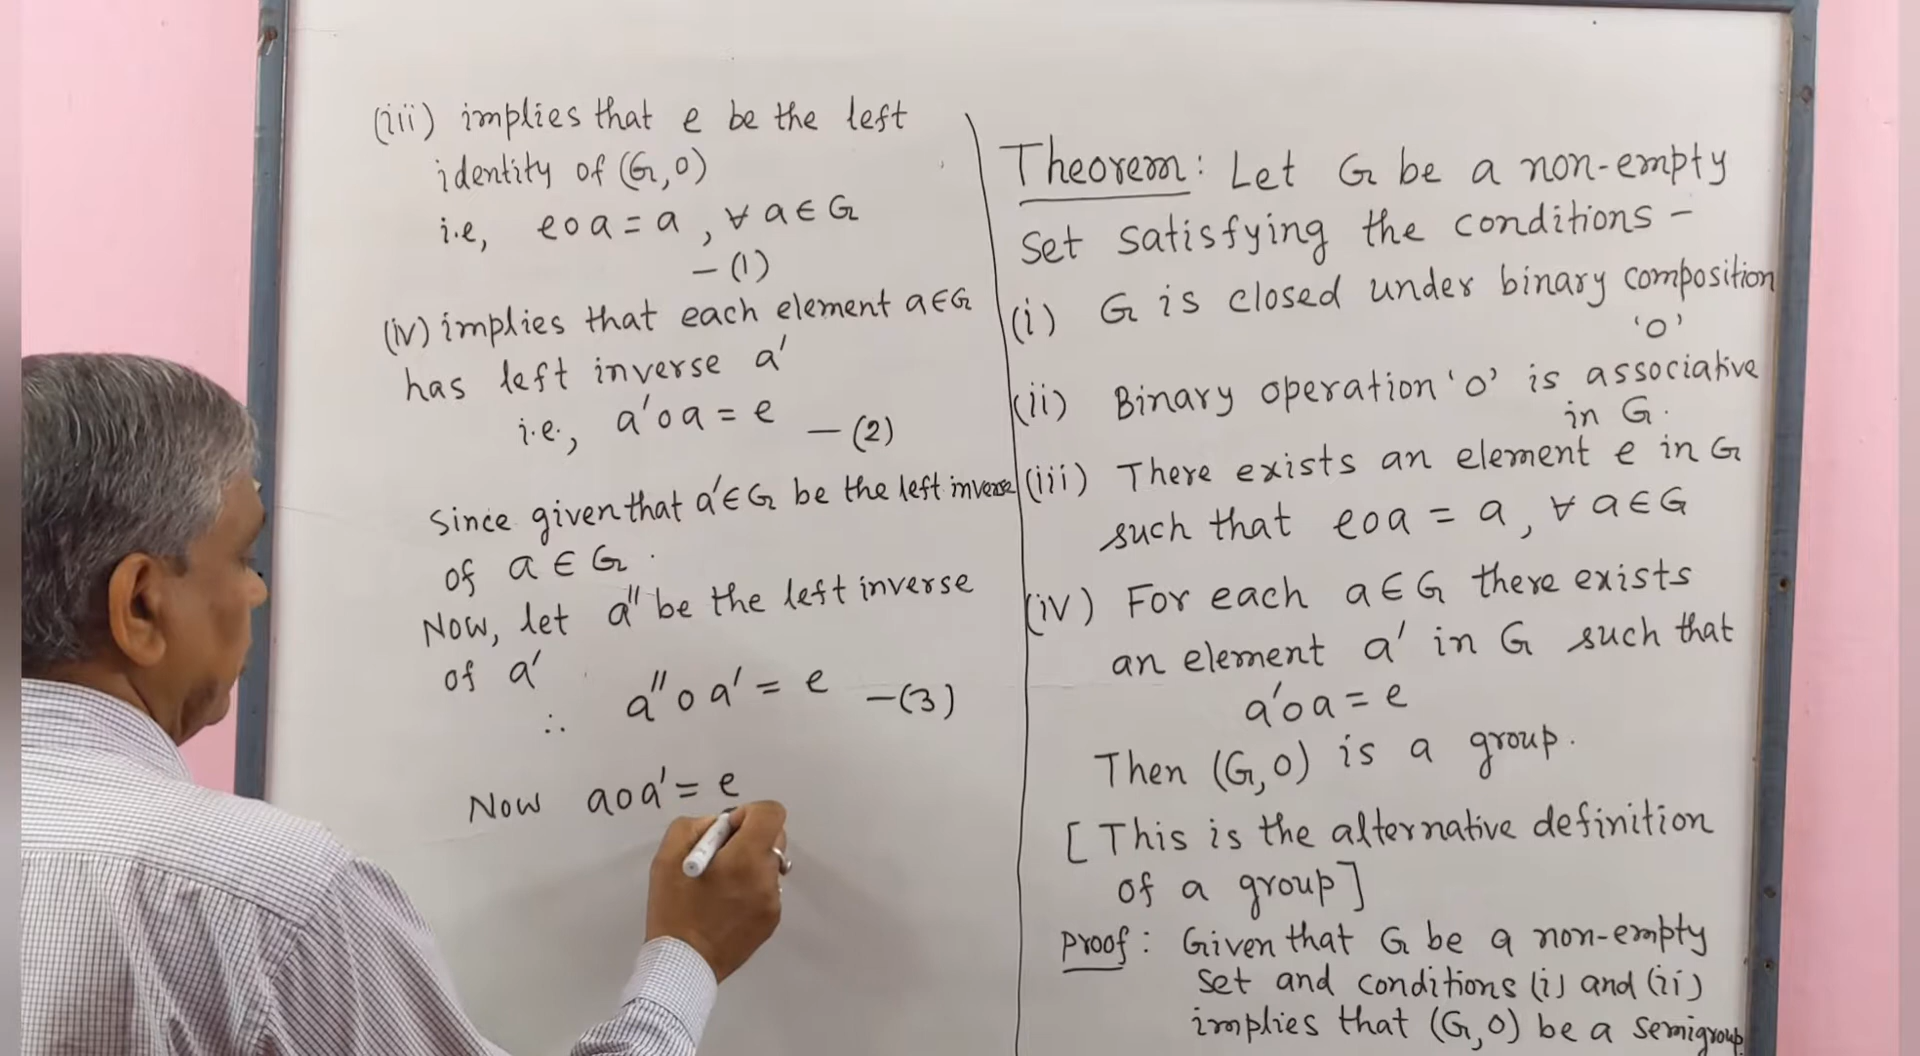 (iii) implies that e be the left
identity of (G,o)
i.e, eoa = a, ∀ a∈G
-(1)
(iv) implies that each element a∈G
has left inverse a'
i.e., a'oa = e -(2)
Since given that a'∈G be the left inverse
of a ∈ G.
Now, let a'' be the left inverse
of a'
∴ a''oa' = e -(3)
Now aoa' = e
Theorem: Let G be a non-empty
set satisfying the conditions -
(i) G is closed under binary composition
'o'
(ii) Binary operation 'o' is associative
in G.
(iii) There exists an element e in G
such that eoa = a, ∀ a∈G
(iv) For each a∈G there exists
an element a' in G such that
a'oa = e
Then (G,o) is a group.
[This is the alternative definition
of a group]
Proof: Given that G be a non-empty
set and conditions (i) and (ii)
implies that (G,o) be a semigroup